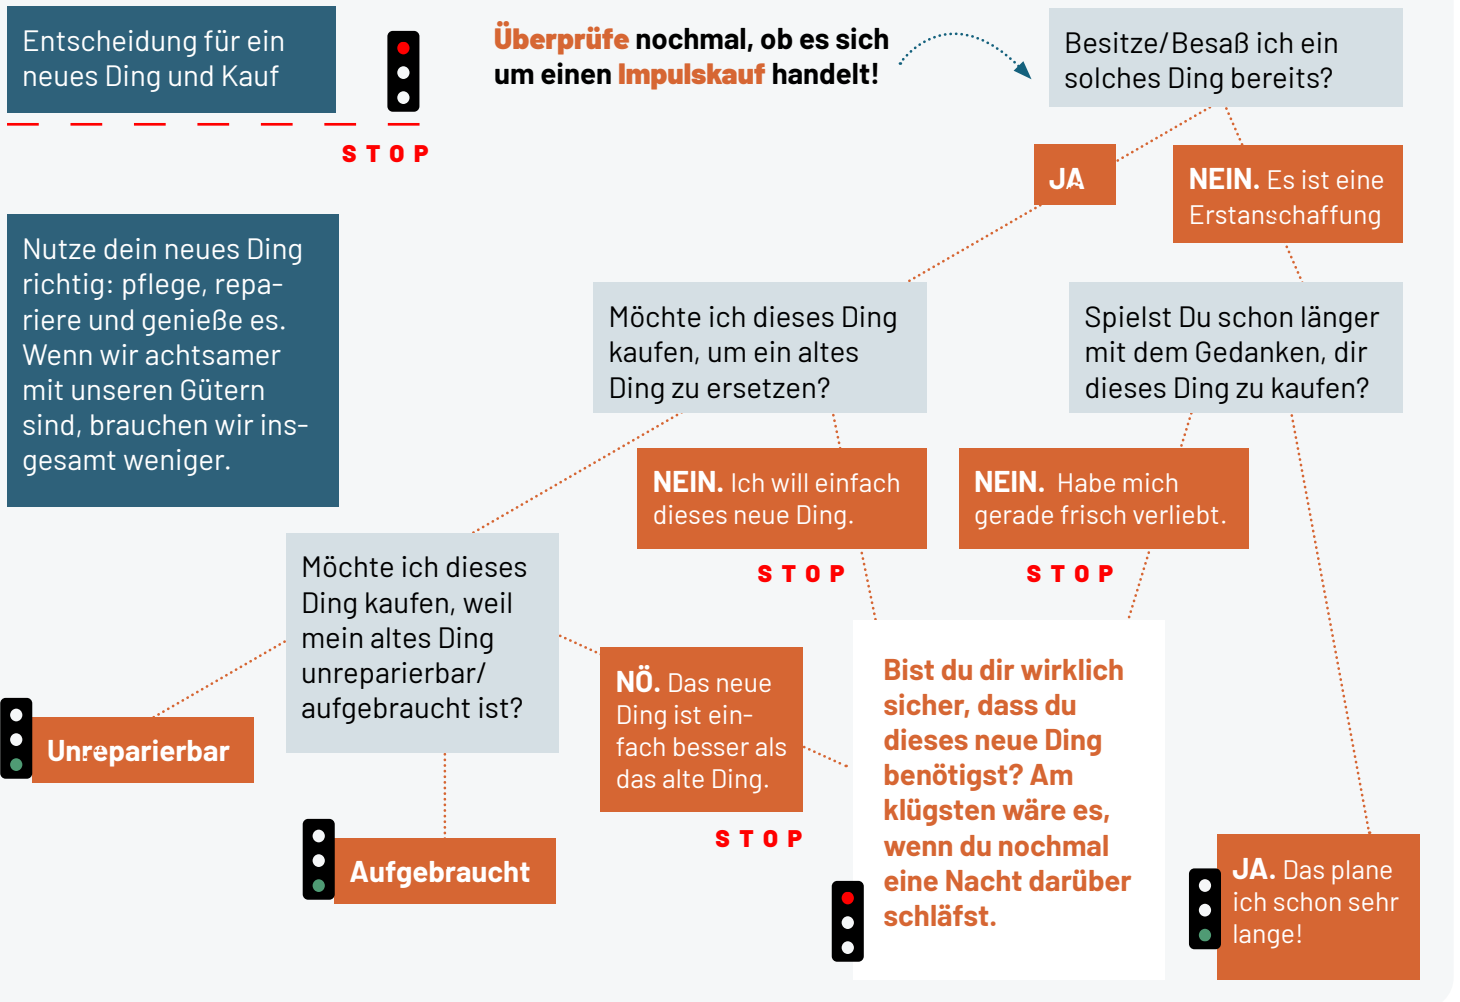 Entscheidung für ein
neues Ding und Kauf
STOP
Überprüfe nochmal, ob es sich
um einen Impulskauf handelt!
Besitze/Besaß ich ein
solches Ding bereits?
JA
NEIN. Es ist eine
Erstanschaffung
Nutze dein neues Ding
richtig: pflege, repa-
riere und genieße es.
Wenn wir achtsamer
mit unseren Gütern
sind, brauchen wir ins-
gesamt weniger.
Möchte ich dieses Ding
kaufen, um ein altes
Ding zu ersetzen?
Spielst Du schon länger
mit dem Gedanken, dir
dieses Ding zu kaufen?
NEIN. Ich will einfach
dieses neue Ding.
STOP
NEIN. Habe mich
gerade frisch verliebt.
STOP
Möchte ich dieses
Ding kaufen, weil
mein altes Ding
unreparierbar/
aufgebraucht ist?
Unreparierbar
Aufgebraucht
NÖ. Das neue
Ding ist ein-
fach besser als
das alte Ding.
STOP
Bist du dir wirklich
sicher, dass du
dieses neue Ding
benötigst? Am
klügsten wäre es,
wenn du nochmal
eine Nacht darüber
schläfst.
JA. Das plane
ich schon sehr
lange!